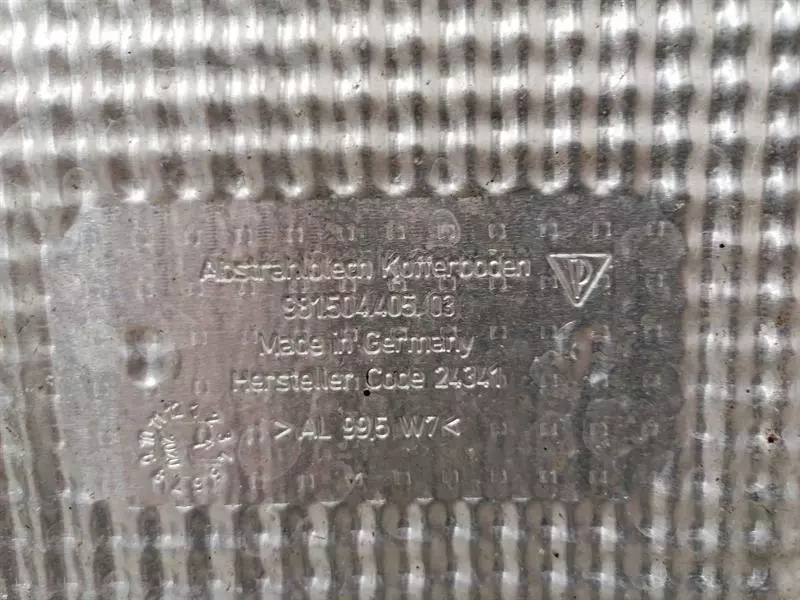 Abstrahlblech Kofferboden
981.504.405. 03
Made in Germany
Hersteller Code 24341
>AL 99,5 W7<